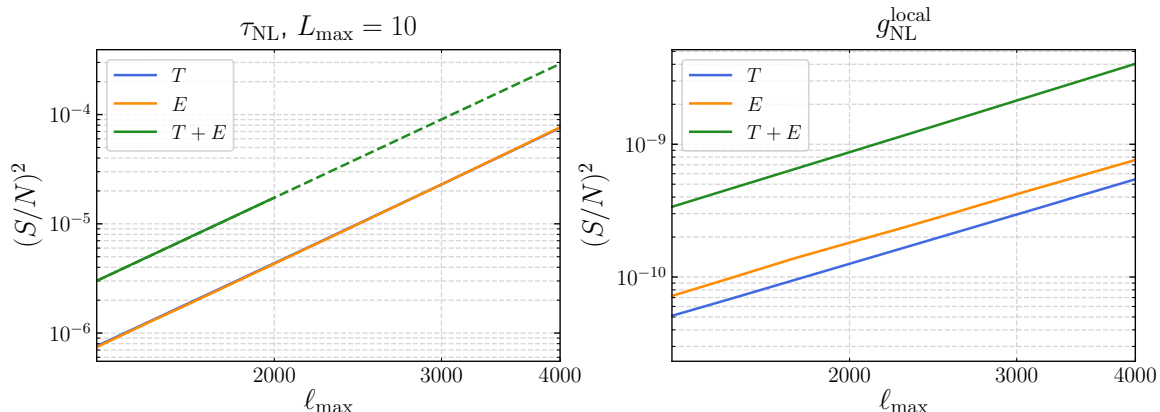 τ_NL, L_max = 10
(S/N)²
10⁻⁴
10⁻⁵
10⁻⁶
T
E
T + E
2000
3000
4000
ℓ_max
g_NL^local
(S/N)²
10⁻⁹
10⁻¹⁰
T
E
T + E
2000
3000
4000
ℓ_max